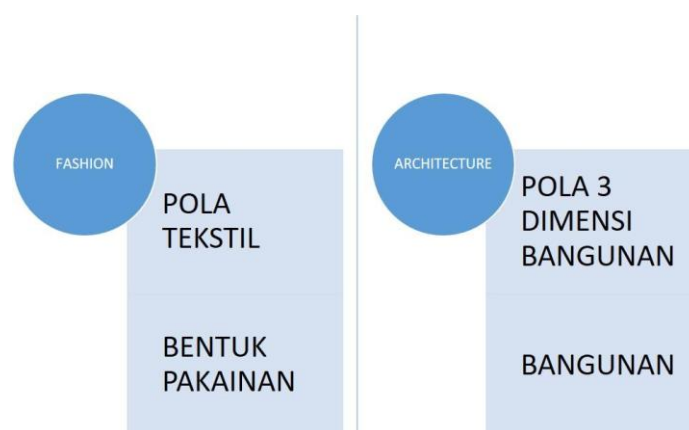 FASHION
POLA
TEKSTIL
BENTUK
PAKAINAN
ARCHITECTURE
POLA 3
DIMENSI
BANGUNAN
BANGUNAN